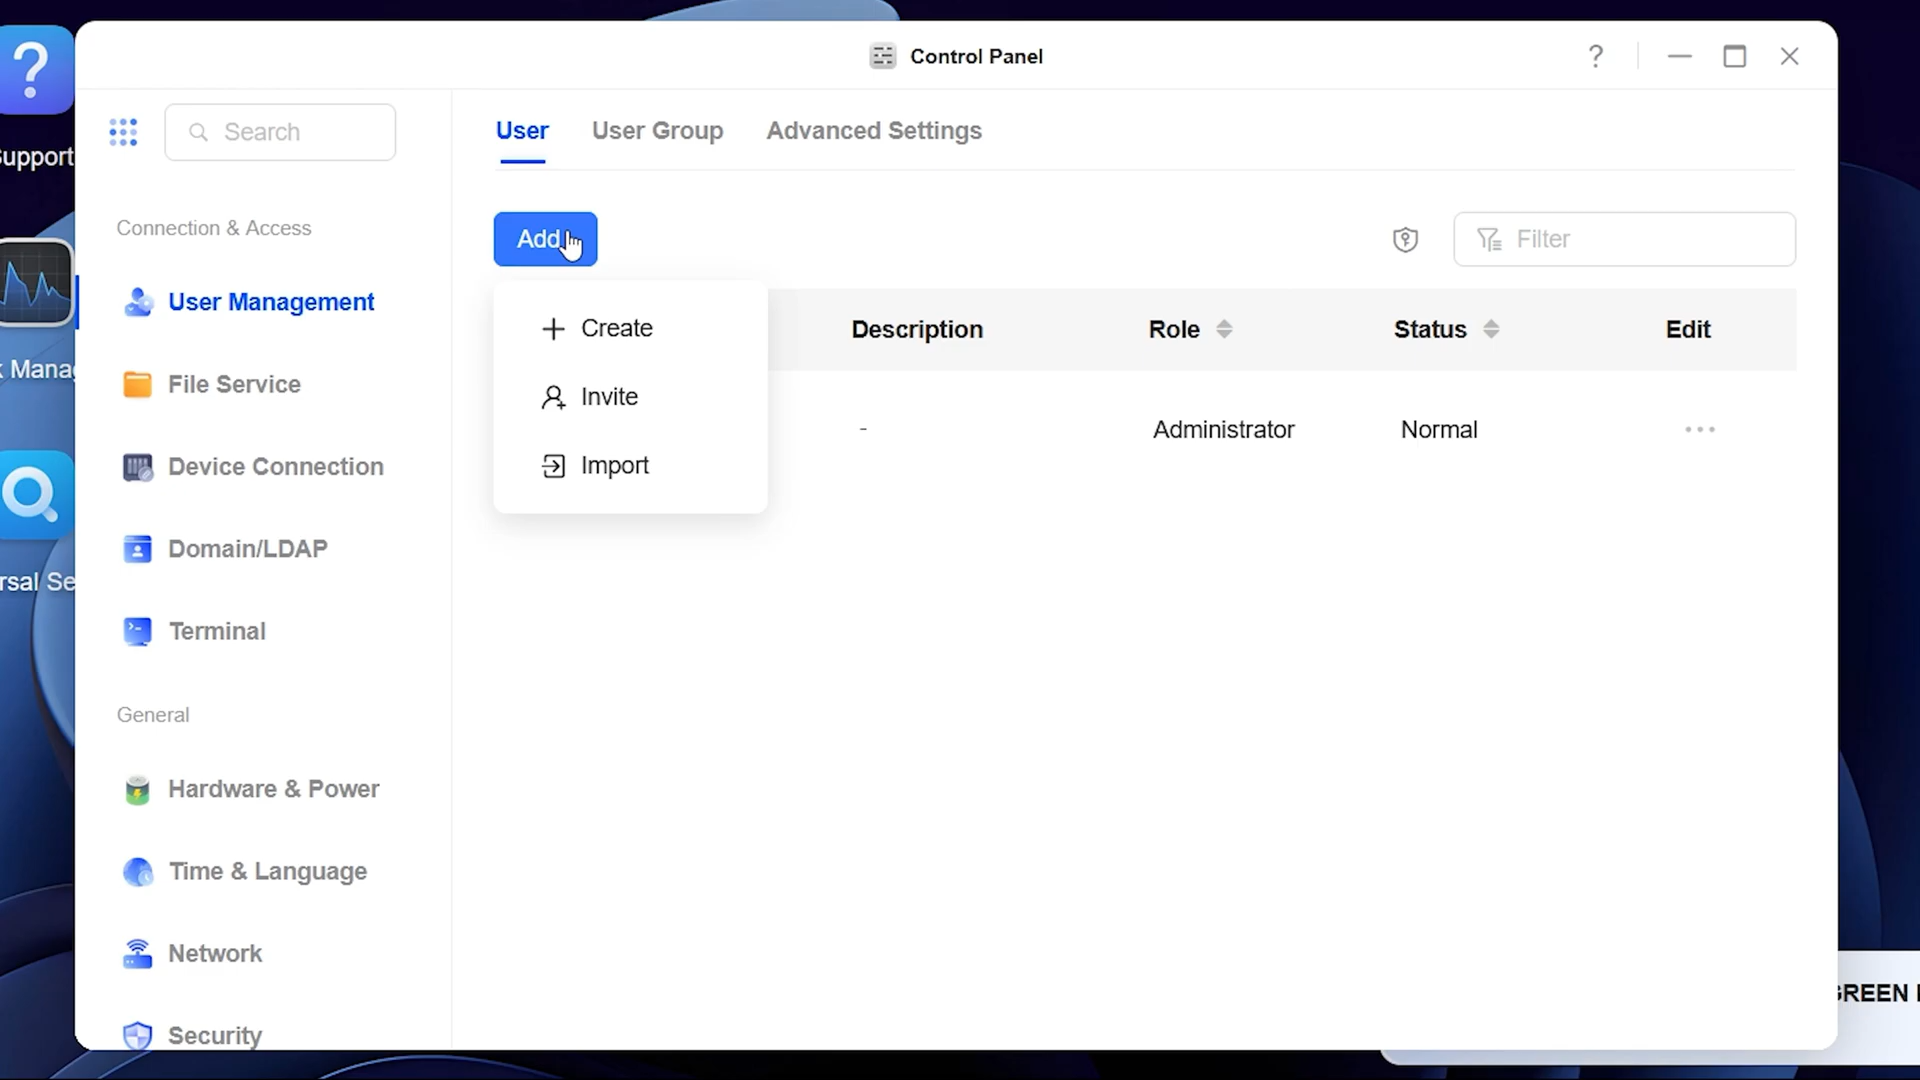 Control Panel
?
Support
k Manag
rsal Se
Search
Connection & Access
User Management
File Service
Device Connection
Domain/LDAP
Terminal
General
Hardware & Power
Time & Language
Network
Security
User User Group Advanced Settings
Add
Filter
Create
Invite
Import
Description Role Status Edit
- Administrator Normal ...
GREEN